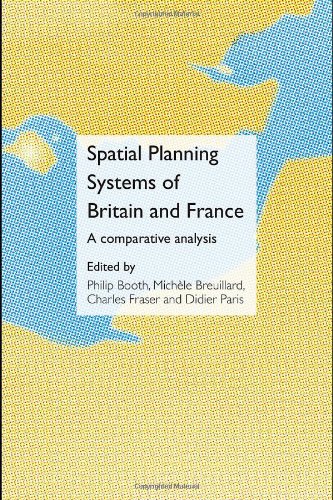 Spatial Planning
Systems of
Britain and France
A comparative analysis
Edited by
Philip Booth, Michèle Breuillard,
Charles Fraser and Didier Paris